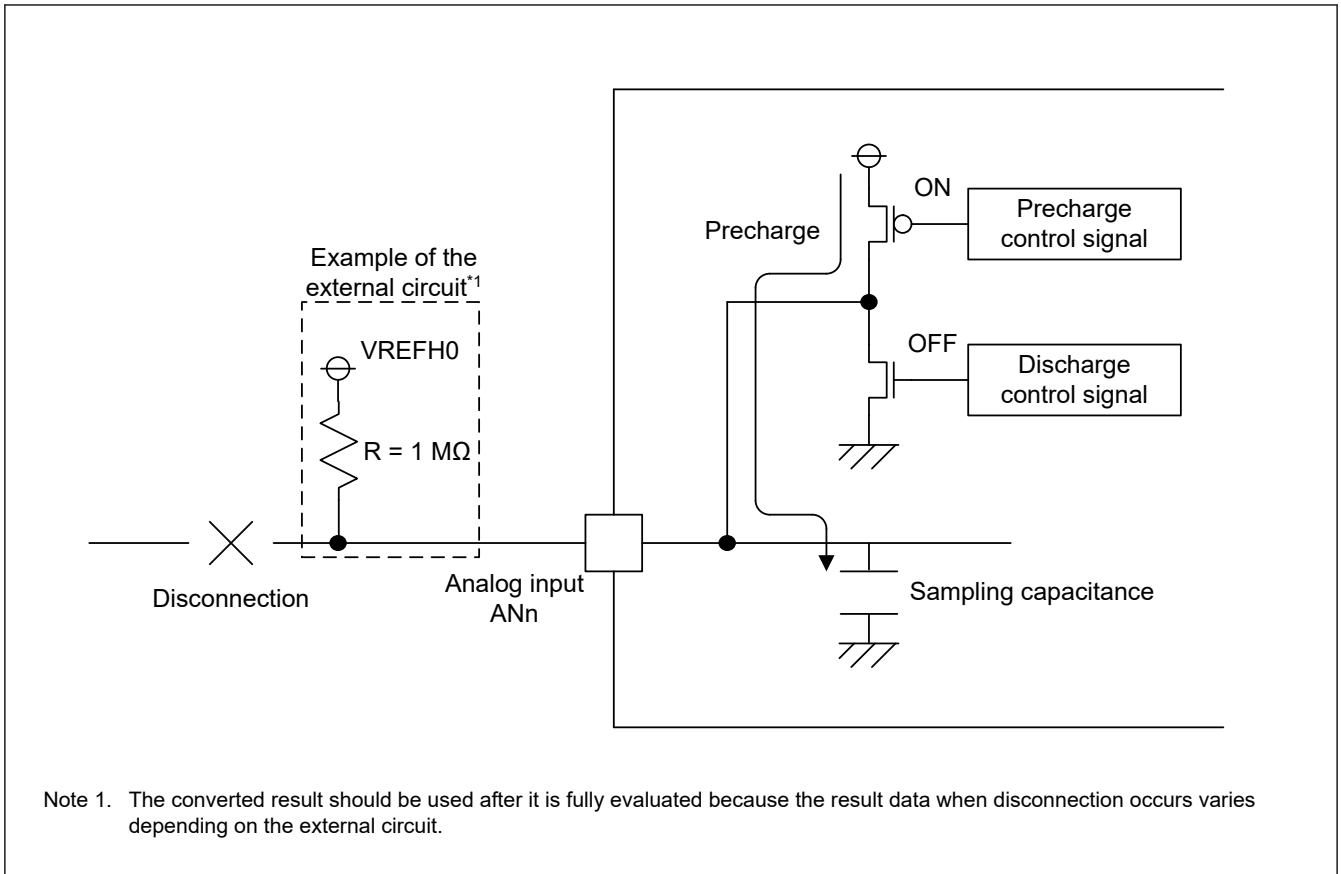 ON
Precharge
control signal
Precharge
Example of the
external circuit*1
VREFH0
OFF
Discharge
control signal
R = 1 MΩ
Disconnection
Analog input
ANn
Sampling capacitance
Note 1. The converted result should be used after it is fully evaluated because the result data when disconnection occurs varies
depending on the external circuit.